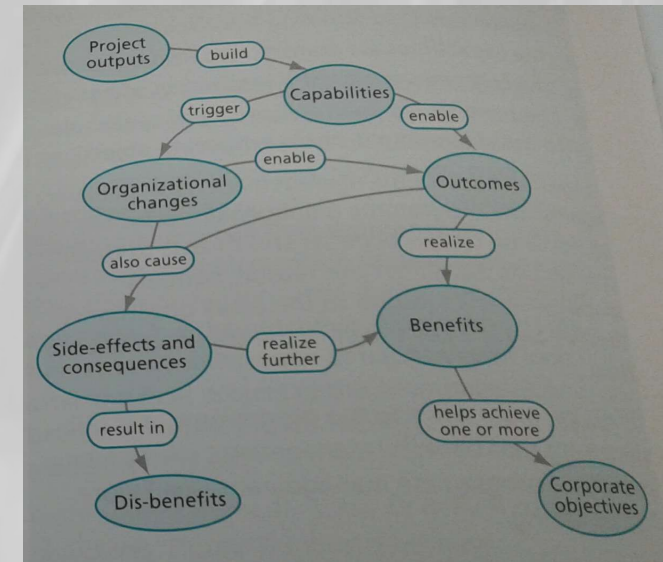 Project
outputs
build
Capabilities
trigger
enable
enable
Organizational
changes
Outcomes
realize
also cause
Side-effects and
consequences
realize
further
Benefits
result in
helps achieve
one or more
Dis-benefits
Corporate
objectives